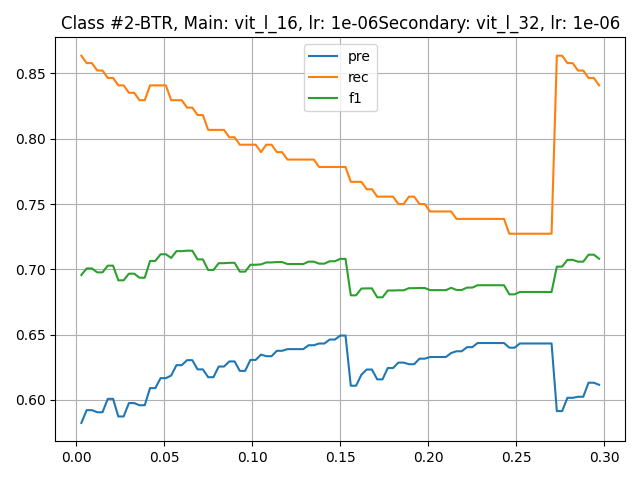 Class #2-BTR, Main: vit_l_16, lr: 1e-06Secondary: vit_l_32, lr: 1e-06
pre
rec
f1
0.85
0.80
0.75
0.70
0.65
0.60
0.00 0.05 0.10 0.15 0.20 0.25 0.30